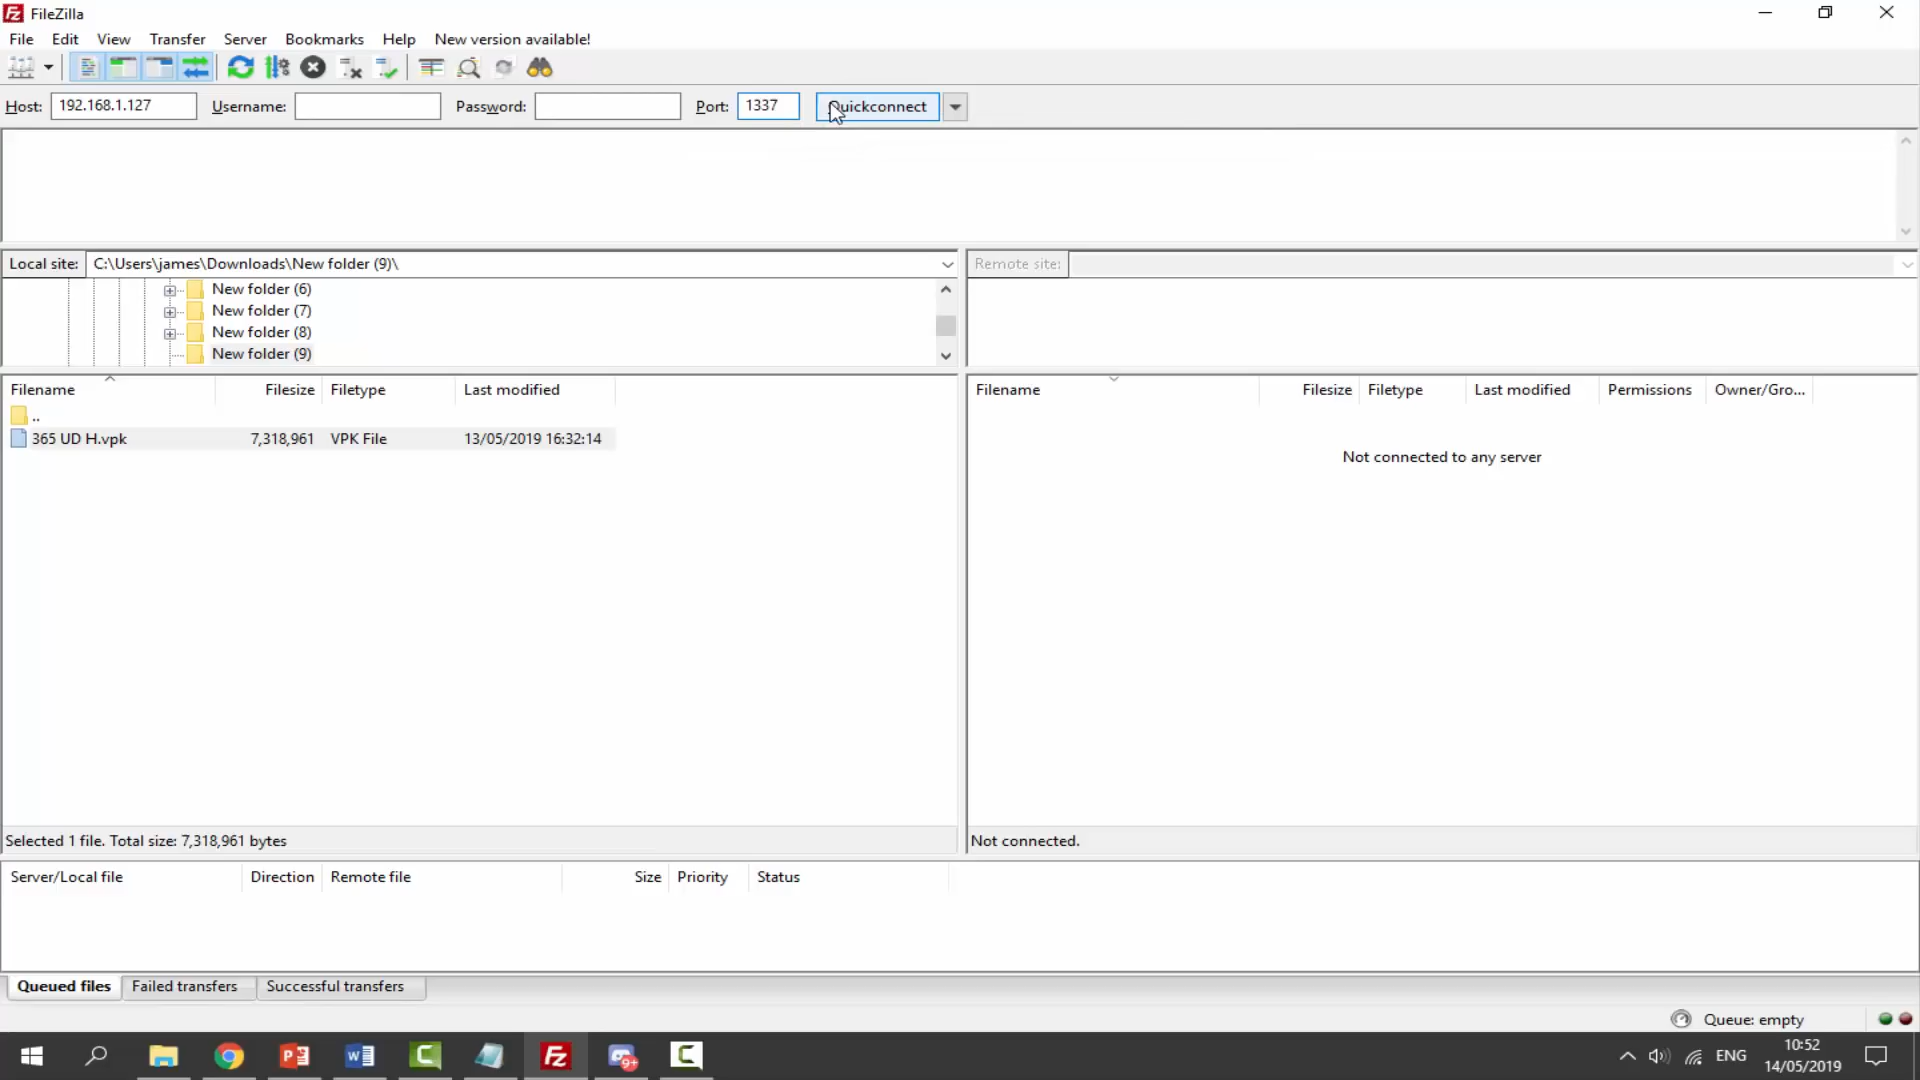 FileZilla
File Edit View Transfer Server Bookmarks Help New version available!
Host: 192.168.1.127 Username: Password: Port: 1337 Quickconnect
Local site: C:\Users\james\Downloads\New folder (9)\
Remote site:
New folder (6)
New folder (7)
New folder (8)
New folder (9)
Filename Filesize Filetype Last modified
..
365 UD H.vpk 7,318,961 VPK File 13/05/2019 16:32:14
Selected 1 file. Total size: 7,318,961 bytes
Filename Filesize Filetype Last modified Permissions Owner/Gro...
Not connected to any server
Not connected.
Server/Local file Direction Remote file Size Priority Status
Queued files Failed transfers Successful transfers
Queue: empty
9+
ENG
10:52
14/05/2019